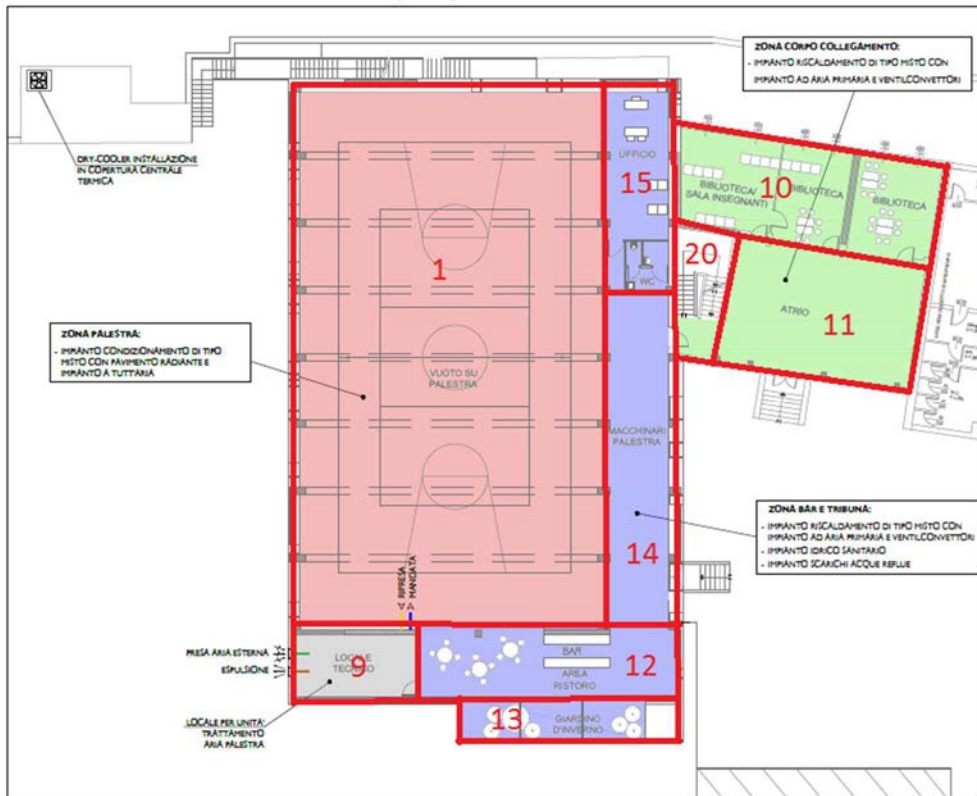 ZONA CORPO COLLEGAMENTO:
- IMPIANTO RISCALDAMENTO DI TIPO MISTO CON
IMPIANTO AD ARIA PRIMARIA E VENTILCONVETTORI
DRY-COOLER INSTALLAZIONE
IN COPERTURA CENTRALE
TERMICA
UFFICIO
15
10
BIBLIOTECA/
SALA INSEGNANTI
BIBLIOTECA
BIBLIOTECA
1
20
WC
ATRIO
11
ZONA PALESTRA:
- IMPIANTO CONDIZIONAMENTO DI TIPO
MISTO CON PAVIMENTO RADIANTE E
IMPIANTO A TUTT'ARIA
VUOTO SU
PALESTRA
MACCHINARI
PALESTRA
ZONA BAR E TRIBUNA:
- IMPIANTO RISCALDAMENTO DI TIPO MISTO CON
IMPIANTO AD ARIA PRIMARIA E VENTILCONVETTORI
- IMPIANTO IDRICO SANITARIO
- IMPIANTO SCARICHI ACQUE REFLUE
14
RIPRESA
MANDATA
PRESA ARIA ESTERNA
ESPULSIONE
LOCALE
TECNICO
9
BAR
AREA
RISTORO
12
LOCALE PER UNITA'
TRATTAMENTO
ARIA PALESTRA
13
GIARDINO
D'INVERNO